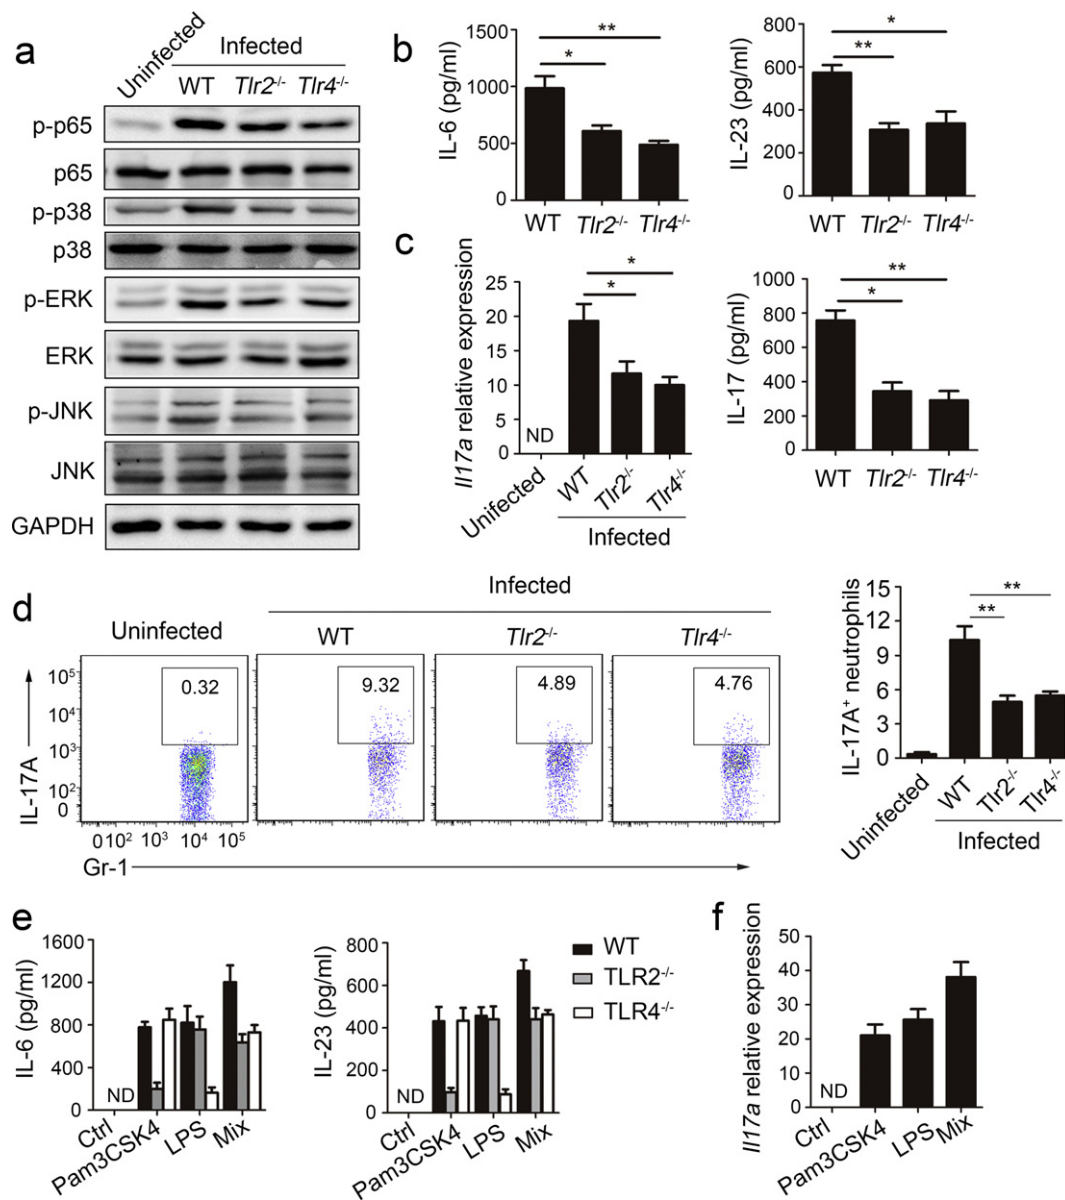 a
Uninfected
Infected
WT Tlr2-/- Tlr4-/-
p-p65
p65
p-p38
p38
p-ERK
ERK
p-JNK
JNK
GAPDH
b
IL-6 (pg/ml)
1500
1000
500
0
**
*
WT Tlr2-/- Tlr4-/-
IL-23 (pg/ml)
800
600
400
200
0
*
**
WT Tlr2-/- Tlr4-/-
c
Il17a relative expression
25
20
15
10
5
0
*
*
ND
Unifected
WT
Tlr2-/-
Tlr4-/-
Infected
IL-17 (pg/ml)
800
800
400
200
0
**
*
WT Tlr2-/- Tlr4-/-
d
Infected
Uninfected WT Tlr2-/- Tlr4-/-
0.32 9.32 4.89 4.76
IL-17A
105
104
103
102
0
0 102 103 104 105
Gr-1
IL-17A+ neutrophils
15
12
9
6
3
0
**
**
Uninfected
WT
Tlr2-/-
Tlr4-/-
Infected
e
IL-6 (pg/ml)
1600
1200
800
400
0
ND
Ctrl
Pam3CSK4
LPS
Mix
IL-23 (pg/ml)
800
600
400
200
0
ND
Ctrl
Pam3CSK4
LPS
Mix
WT
TLR2-/-
TLR4-/-
f
Il17a relative expression
50
40
30
20
10
0
ND
Ctrl
Pam3CSK4
LPS
Mix